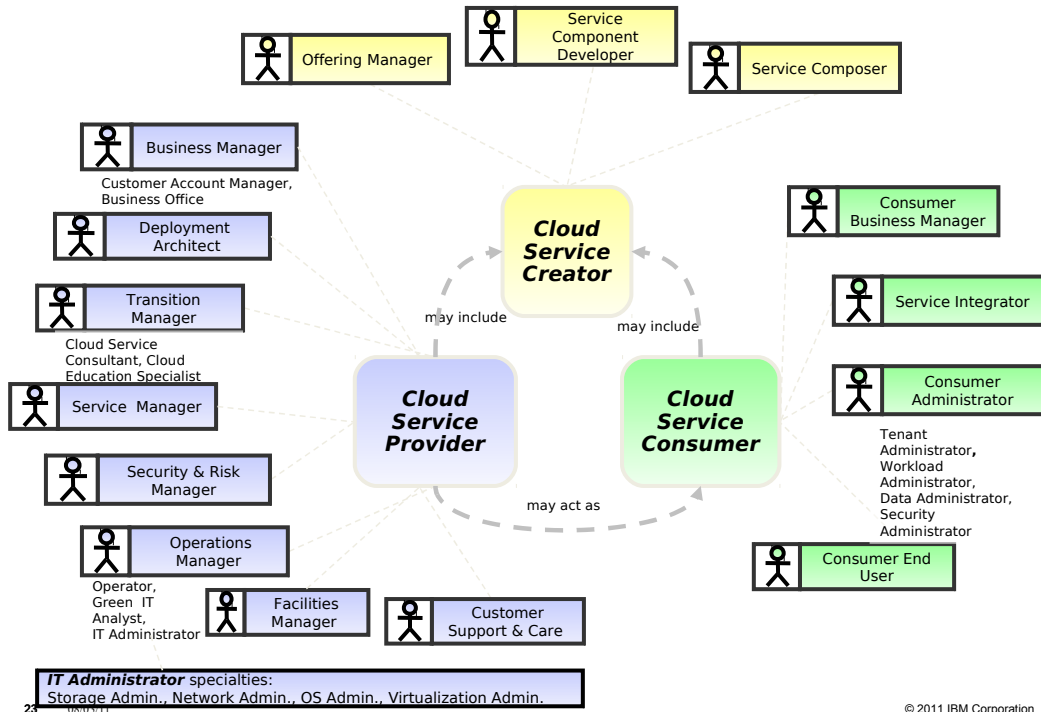 Offering Manager
Service
Component
Developer
Service Composer
Business Manager
Customer Account Manager,
Business Office
Deployment
Architect
Transition
Manager
Cloud Service
Consultant, Cloud
Education Specialist
Service Manager
Security & Risk
Manager
Operations
Manager
Operator,
Green IT
Analyst,
IT Administrator
Facilities
Manager
Customer
Support & Care
IT Administrator specialties:
Storage Admin., Network Admin., OS Admin., Virtualization Admin.
Cloud
Service
Creator
may include
may include
Cloud
Service
Provider
Cloud
Service
Consumer
may act as
Consumer
Business Manager
Service Integrator
Consumer
Administrator
Tenant
Administrator,
Workload
Administrator,
Data Administrator,
Security
Administrator
Consumer End
User
23
© 2011 IBM Corporation